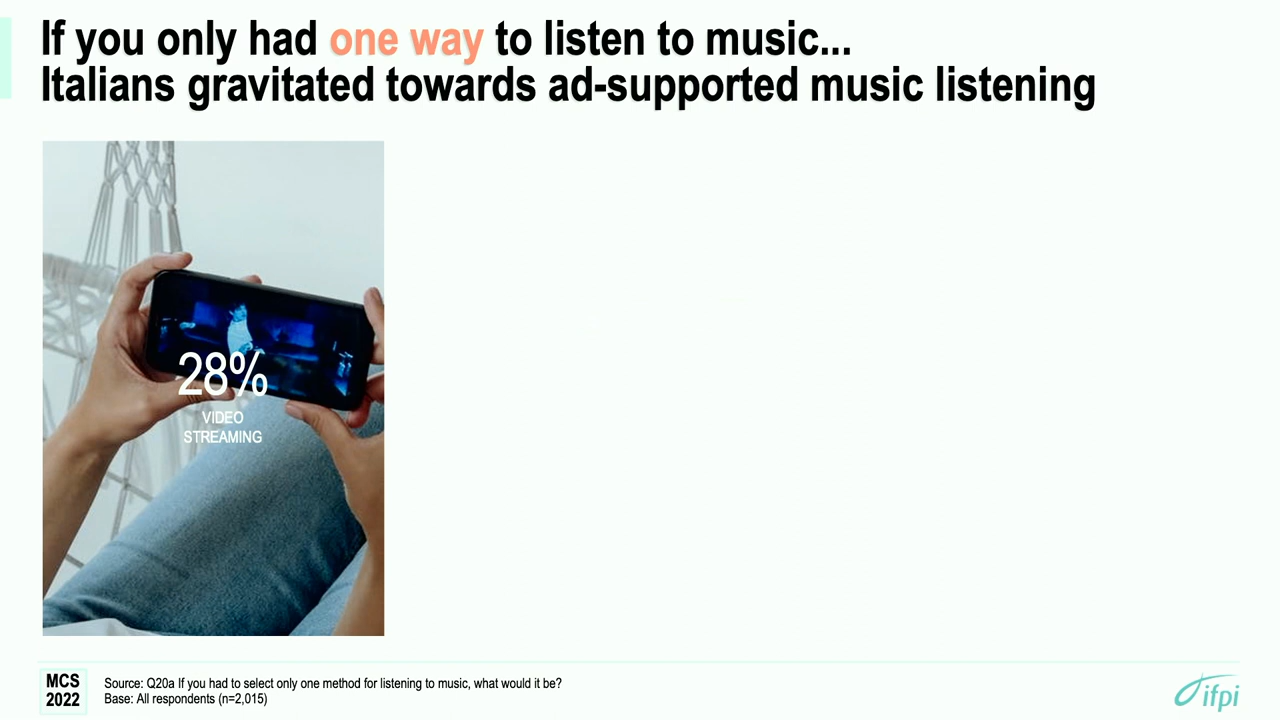 If you only had one way to listen to music...
Italians gravitated towards ad-supported music listening
28%
VIDEO
STREAMING
MCS
2022
Source: Q20a If you had to select only one method for listening to music, what would it be?
Base: All respondents (n=2,015)
ifpi